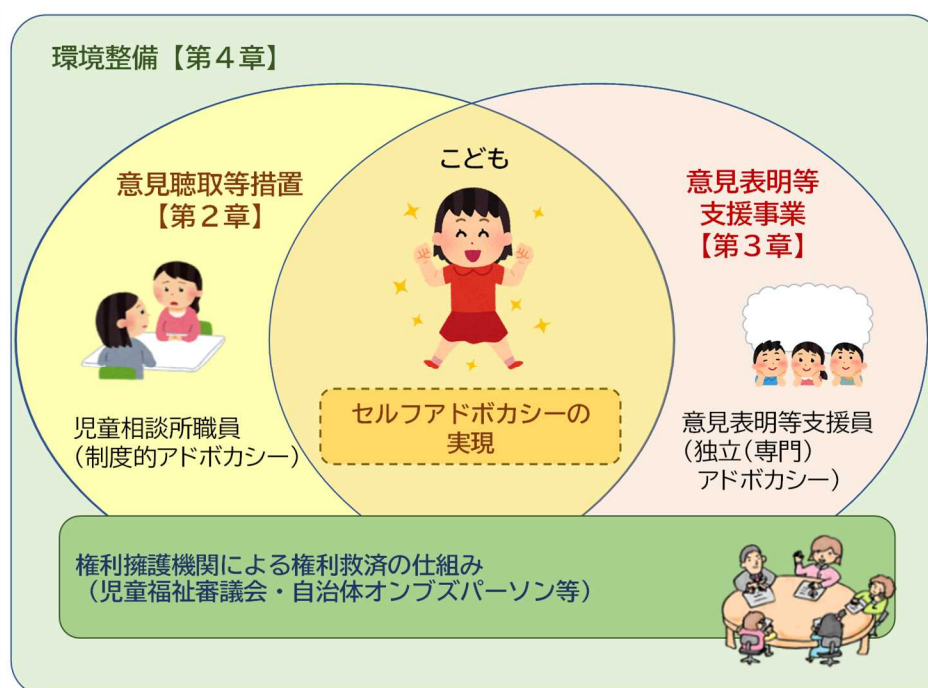 環境整備【第4章】
意見聴取等措置
【第2章】
児童相談所職員
（制度的アドボカシー）
こども
セルフアドボカシーの
実現
意見表明等
支援事業
【第3章】
意見表明等支援員
（独立（専門）
アドボカシー）
権利擁護機関による権利救済の仕組み
（児童福祉審議会・自治体オンブズパーソン等）